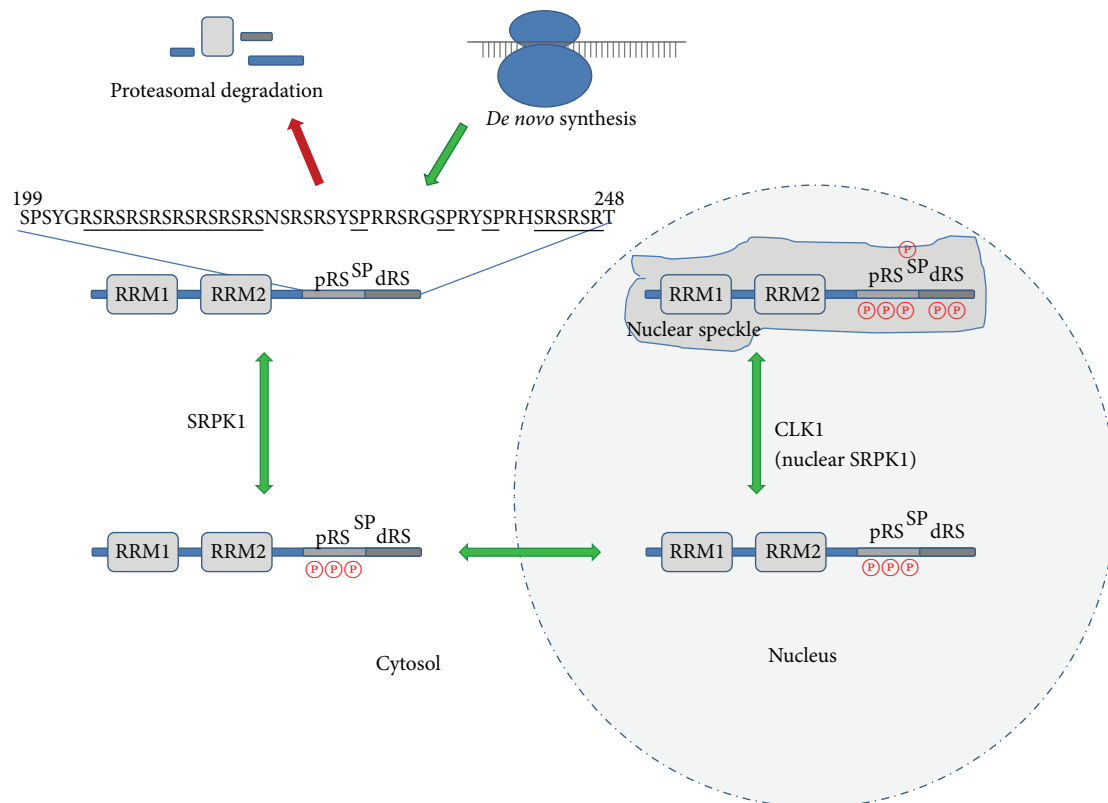 Proteasomal degradation
De novo synthesis
199
248
SPSYGRSRSRSRSRSRSRSNSRSRSYSPRRSRGSPRYSPRHSRSRSRT
RRM1
RRM2
pRS
SP
dRS
P
RRM1
RRM2
pRS
SP
dRS
P P P P P
Nuclear speckle
SRPK1
CLK1
(nuclear SRPK1)
RRM1
RRM2
pRS
SP
dRS
P P P
RRM1
RRM2
pRS
SP
dRS
P P P
Cytosol
Nucleus